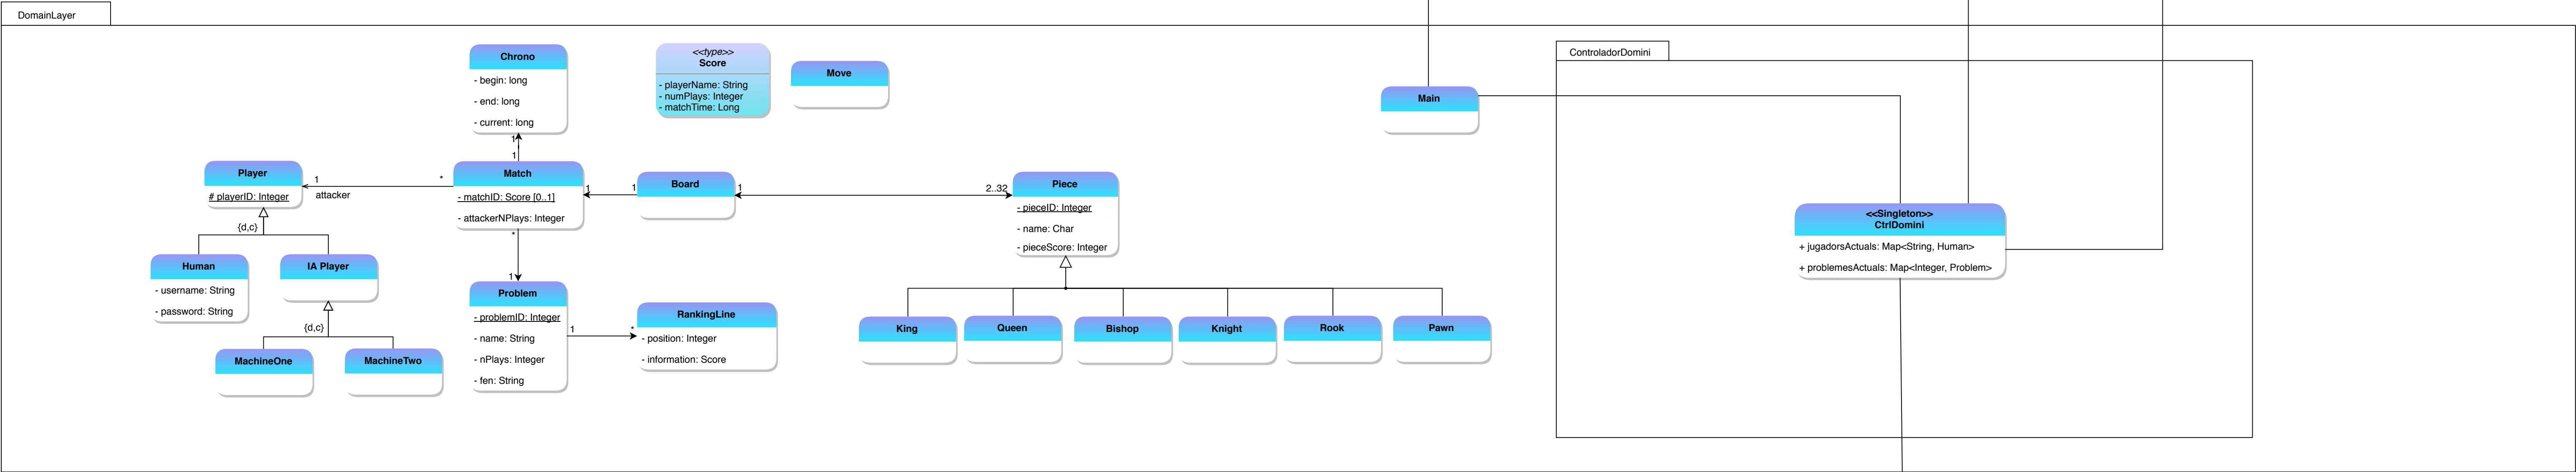 DomainLayer
Chrono
- begin: long
- end: long
- current: long
<<type>>
Score
- playerName: String
- numPlays: Integer
- matchTime: Long
Move
Main
ControladorDomini
1
1
Player
# playerID: Integer
1
attacker
*
Match
- matchID: Score [0..1]
- attackerNPlays: Integer
1
1
Board
1
2..32
Piece
- pieceID: Integer
- name: Char
- pieceScore: Integer
<<Singleton>>
CtrlDomini
+ jugadorsActuals: Map<String, Human>
+ problemesActuals: Map<Integer, Problem>
{d,c}
Human
- username: String
- password: String
IA Player
{d,c}
MachineOne
MachineTwo
*
1
Problem
- problemID: Integer
- name: String
- nPlays: Integer
- fen: String
1
*
RankingLine
- position: Integer
- information: Score
King
Queen
Bishop
Knight
Rook
Pawn